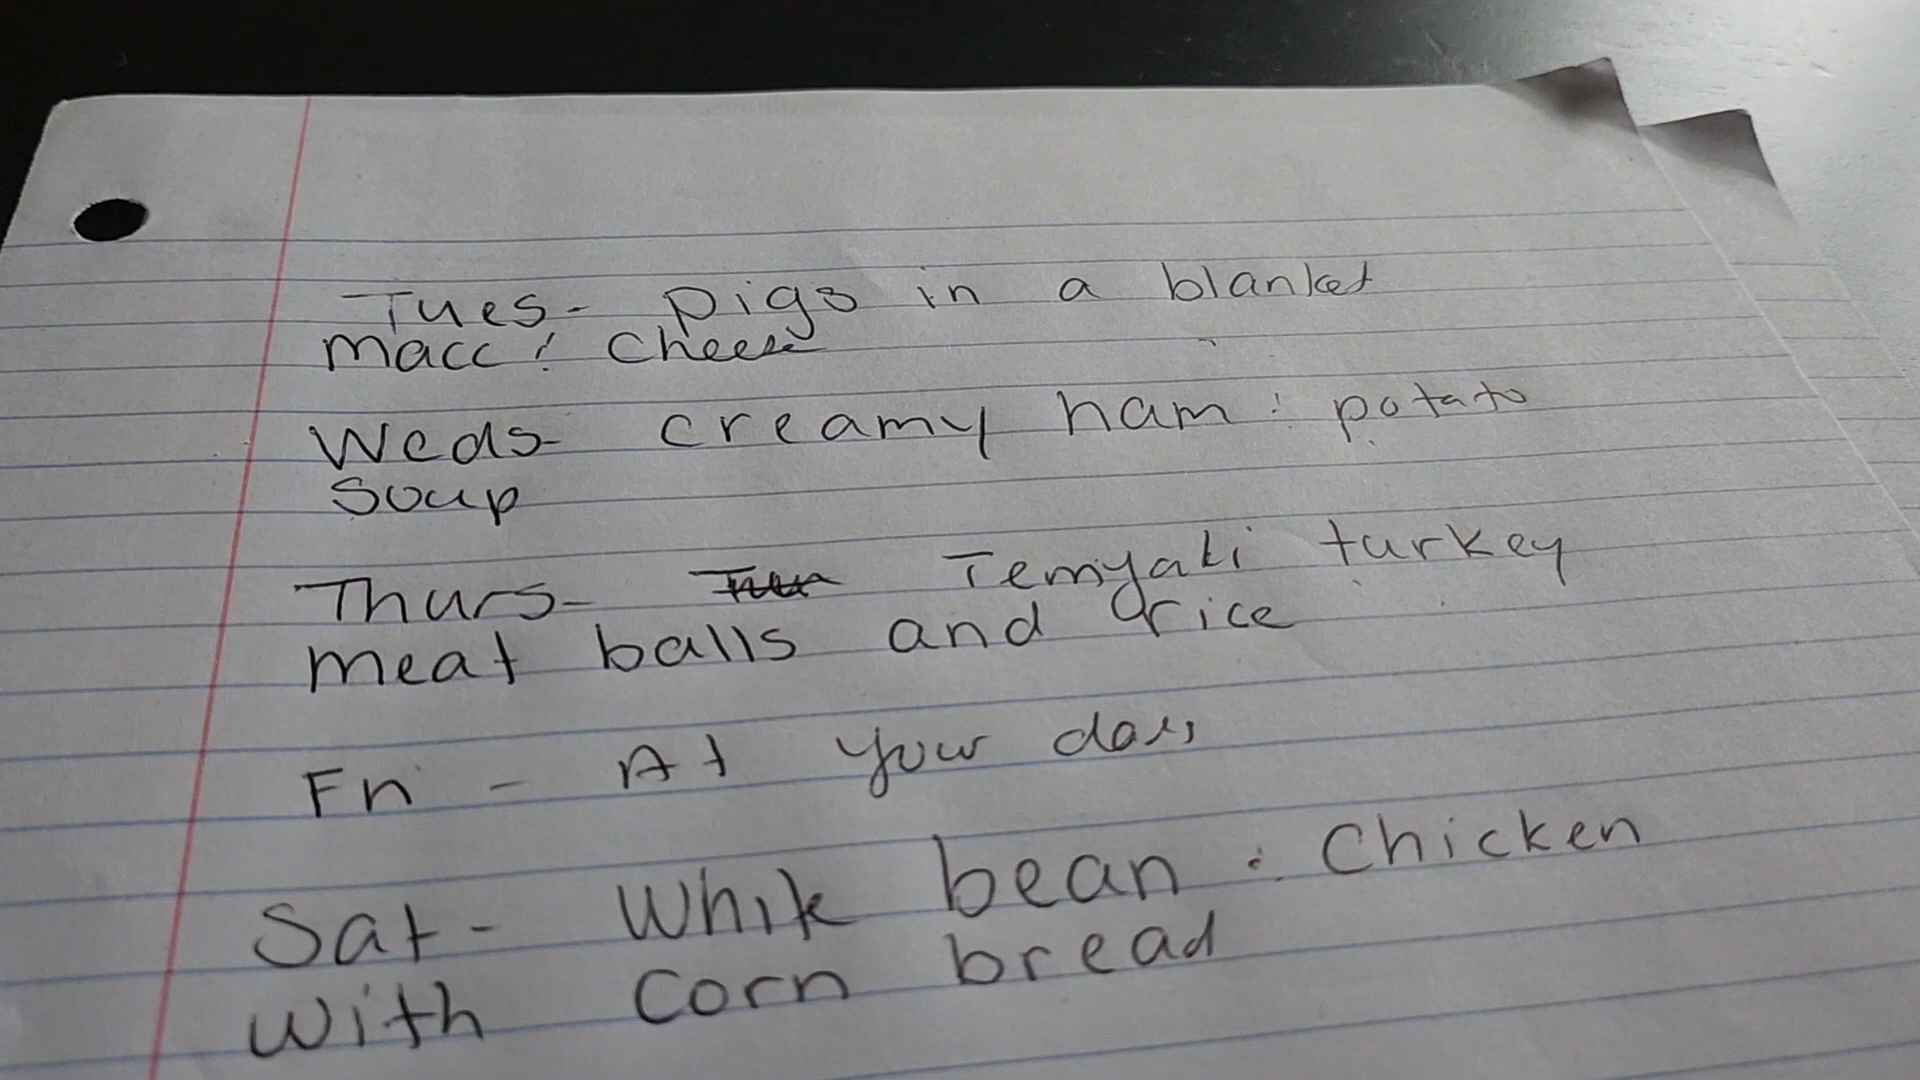 Tues- pigs in a blanket
macc : cheese
Weds- creamy ham : potato
Soup
Thurs- Teriyaki turkey
meat balls and rice
Fri - At your
Sat- White bean : Chicken
with corn bread